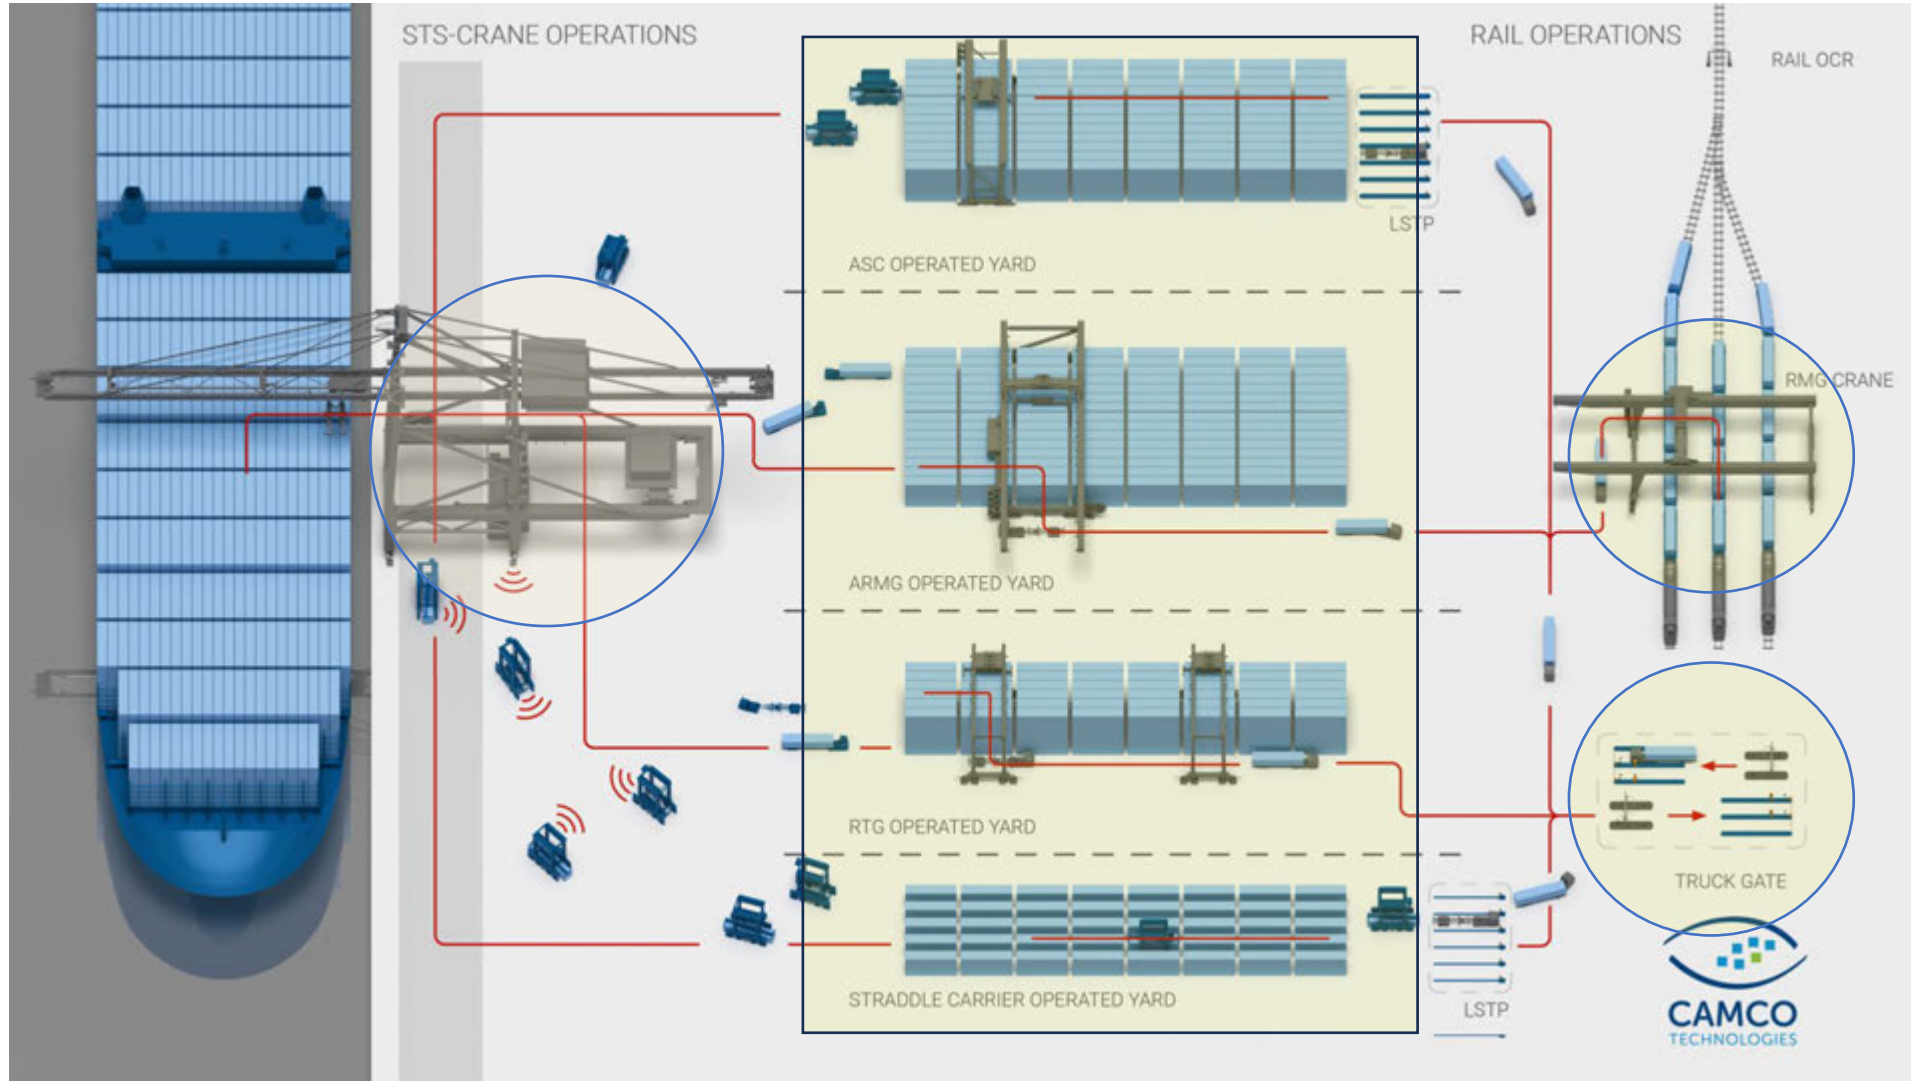 STS-CRANE OPERATIONS
RAIL OPERATIONS
RAIL OCR
LSTP
ASC OPERATED YARD
RMG CRANE
ARMG OPERATED YARD
RTG OPERATED YARD
TRUCK GATE
STRADDLE CARRIER OPERATED YARD
LSTP
CAMCO
TECHNOLOGIES